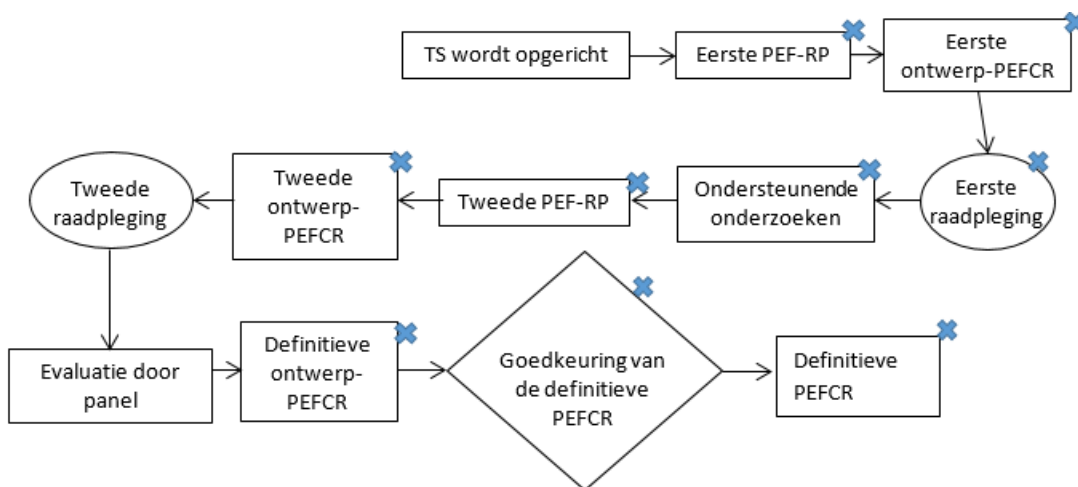 TS wordt opgericht
Eerste PEF-RP
Eerste
ontwerp-PEFCR
Eerste
raadpleging
Ondersteunende
onderzoeken
Tweede PEF-RP
Tweede
ontwerp-
PEFCR
Tweede
raadpleging
Evaluatie door
panel
Definitieve
ontwerp-
PEFCR
Goedkeuring van
de definitieve
PEFCR
Definitieve
PEFCR